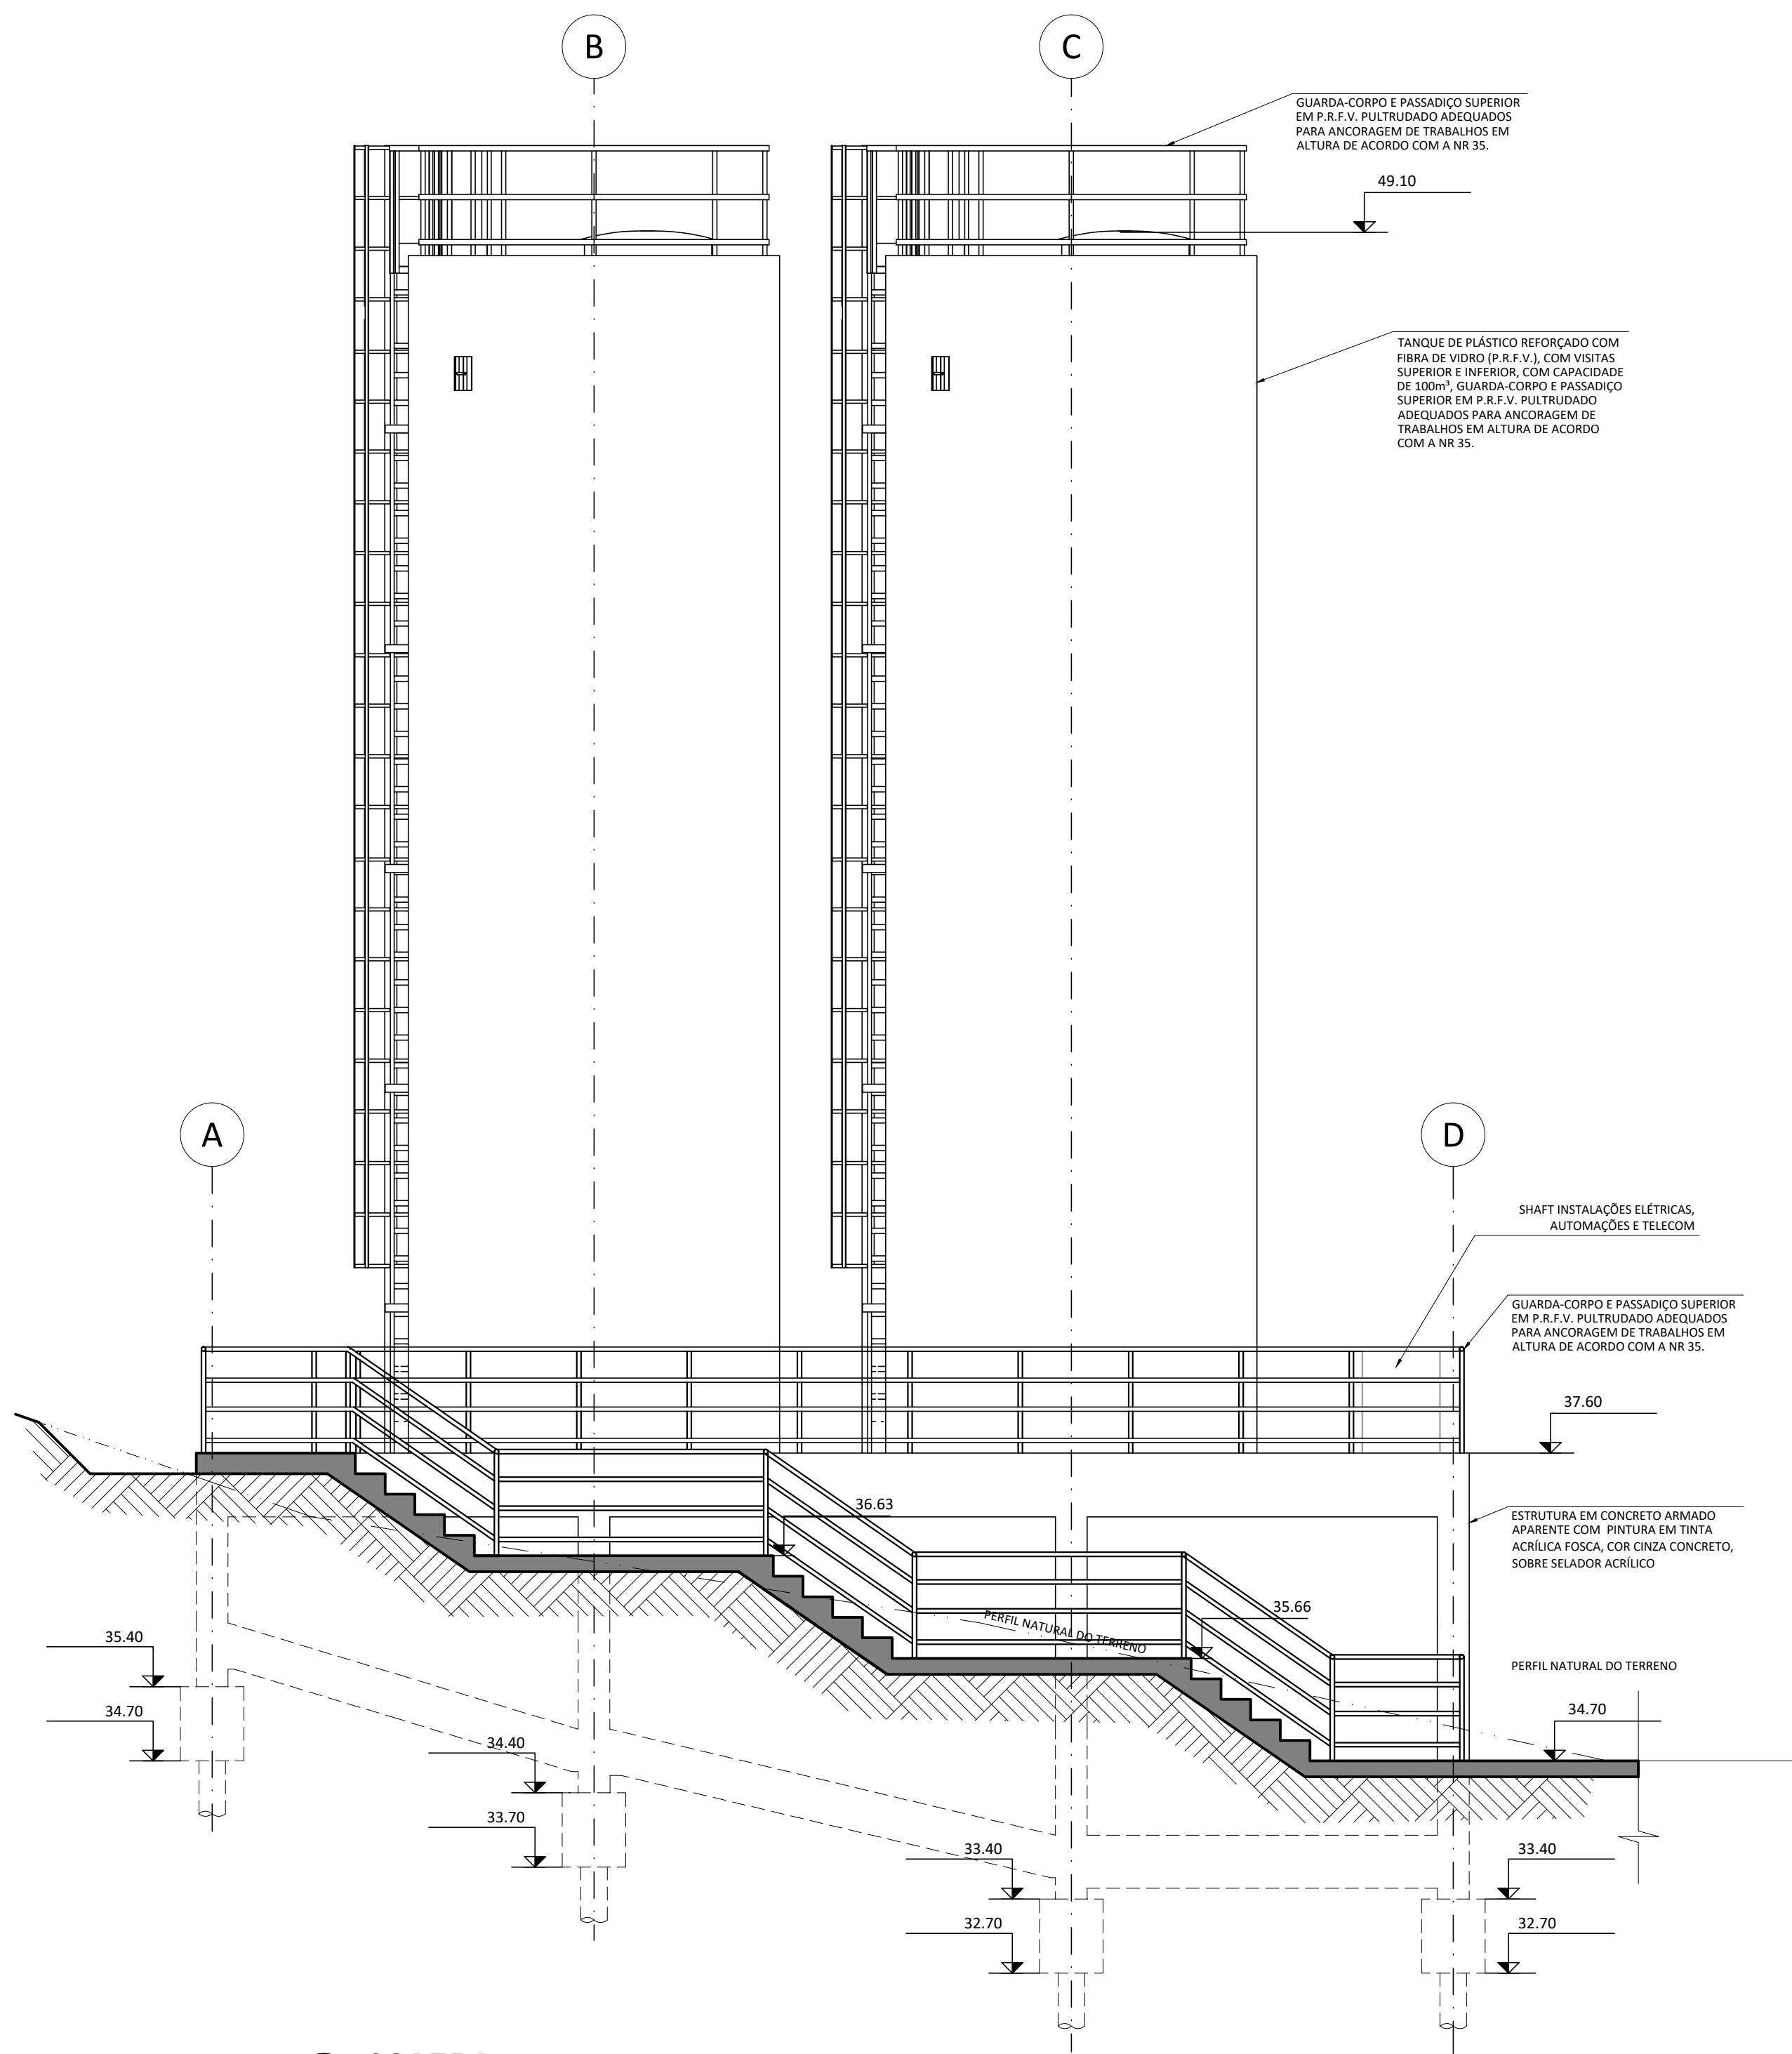 B
C
GUARDA-CORPO E PASSADIÇO SUPERIOR
EM P.R.F.V. PULTRUDADO ADEQUADOS
PARA ANCORAGEM DE TRABALHOS EM
ALTURA DE ACORDO COM A NR 35.
49.10
TANQUE DE PLÁSTICO REFORÇADO COM
FIBRA DE VIDRO (P.R.F.V.), COM VISITAS
SUPERIOR E INFERIOR, COM CAPACIDADE
DE 100m³, GUARDA-CORPO E PASSADIÇO
SUPERIOR EM P.R.F.V. PULTRUDADO
ADEQUADOS PARA ANCORAGEM DE
TRABALHOS EM ALTURA DE ACORDO
COM A NR 35.
A
D
SHAFT INSTALAÇÕES ELÉTRICAS,
AUTOMAÇÕES E TELECOM
GUARDA-CORPO E PASSADIÇO SUPERIOR
EM P.R.F.V. PULTRUDADO ADEQUADOS
PARA ANCORAGEM DE TRABALHOS EM
ALTURA DE ACORDO COM A NR 35.
37.60
36.63
ESTRUTURA EM CONCRETO ARMADO
APARENTE COM PINTURA EM TINTA
ACRÍLICA FOSCA, COR CINZA CONCRETO,
SOBRE SELADOR ACRÍLICO
35.66
PERFIL NATURAL DO TERRENO
35.40
PERFIL NATURAL DO TERRENO
34.70
34.70
34.40
33.70
33.40
33.40
32.70
32.70